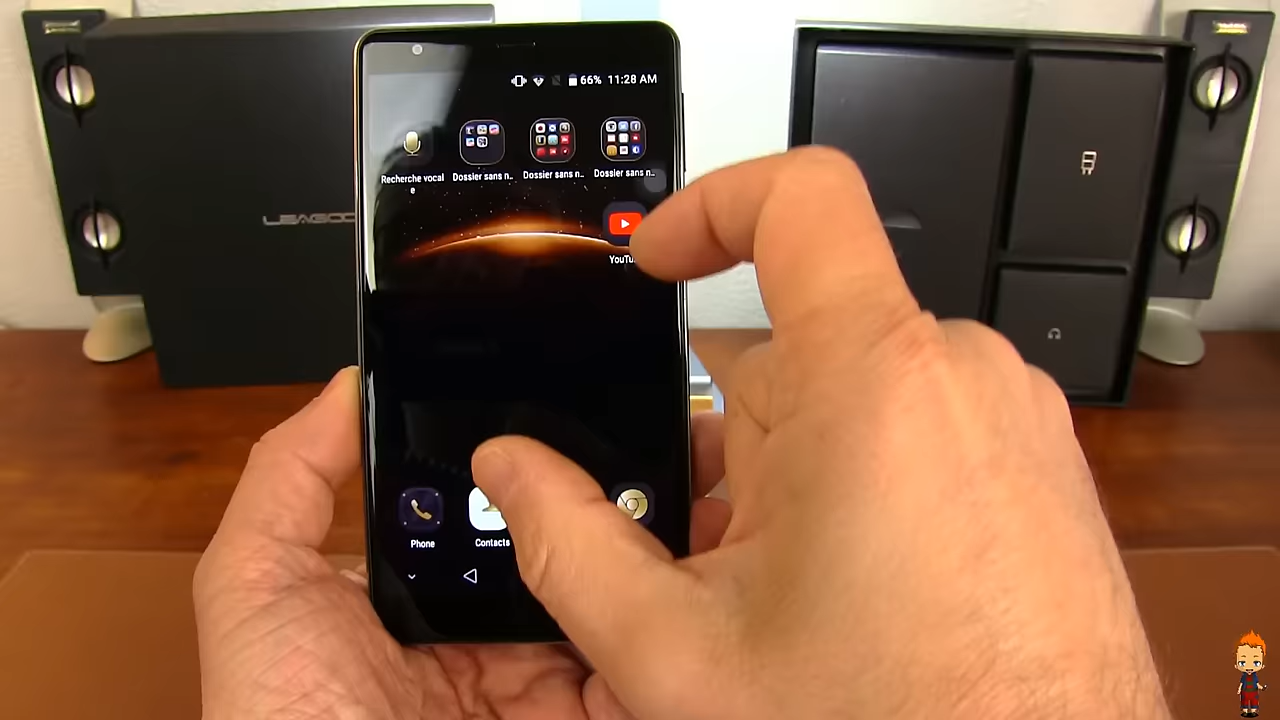 66% 11:28 AM
Recherche vocal
e
Dossier sans n..
Dossier sans n..
Dossier sans n..
YouTu
LEAGOO
Phone
Contacts